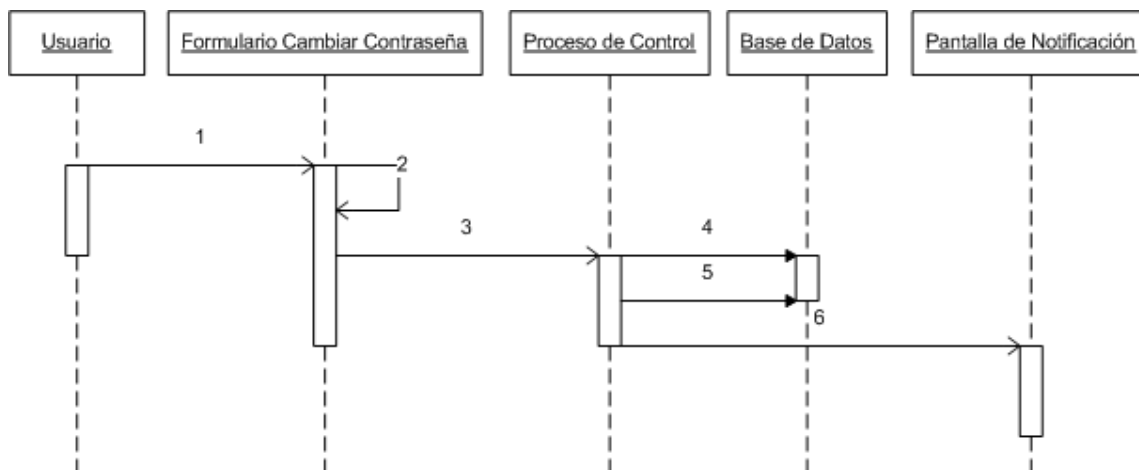 Usuario
Formulario Cambiar Contraseña
Proceso de Control
Base de Datos
Pantalla de Notificación
1
2
3
4
5
6